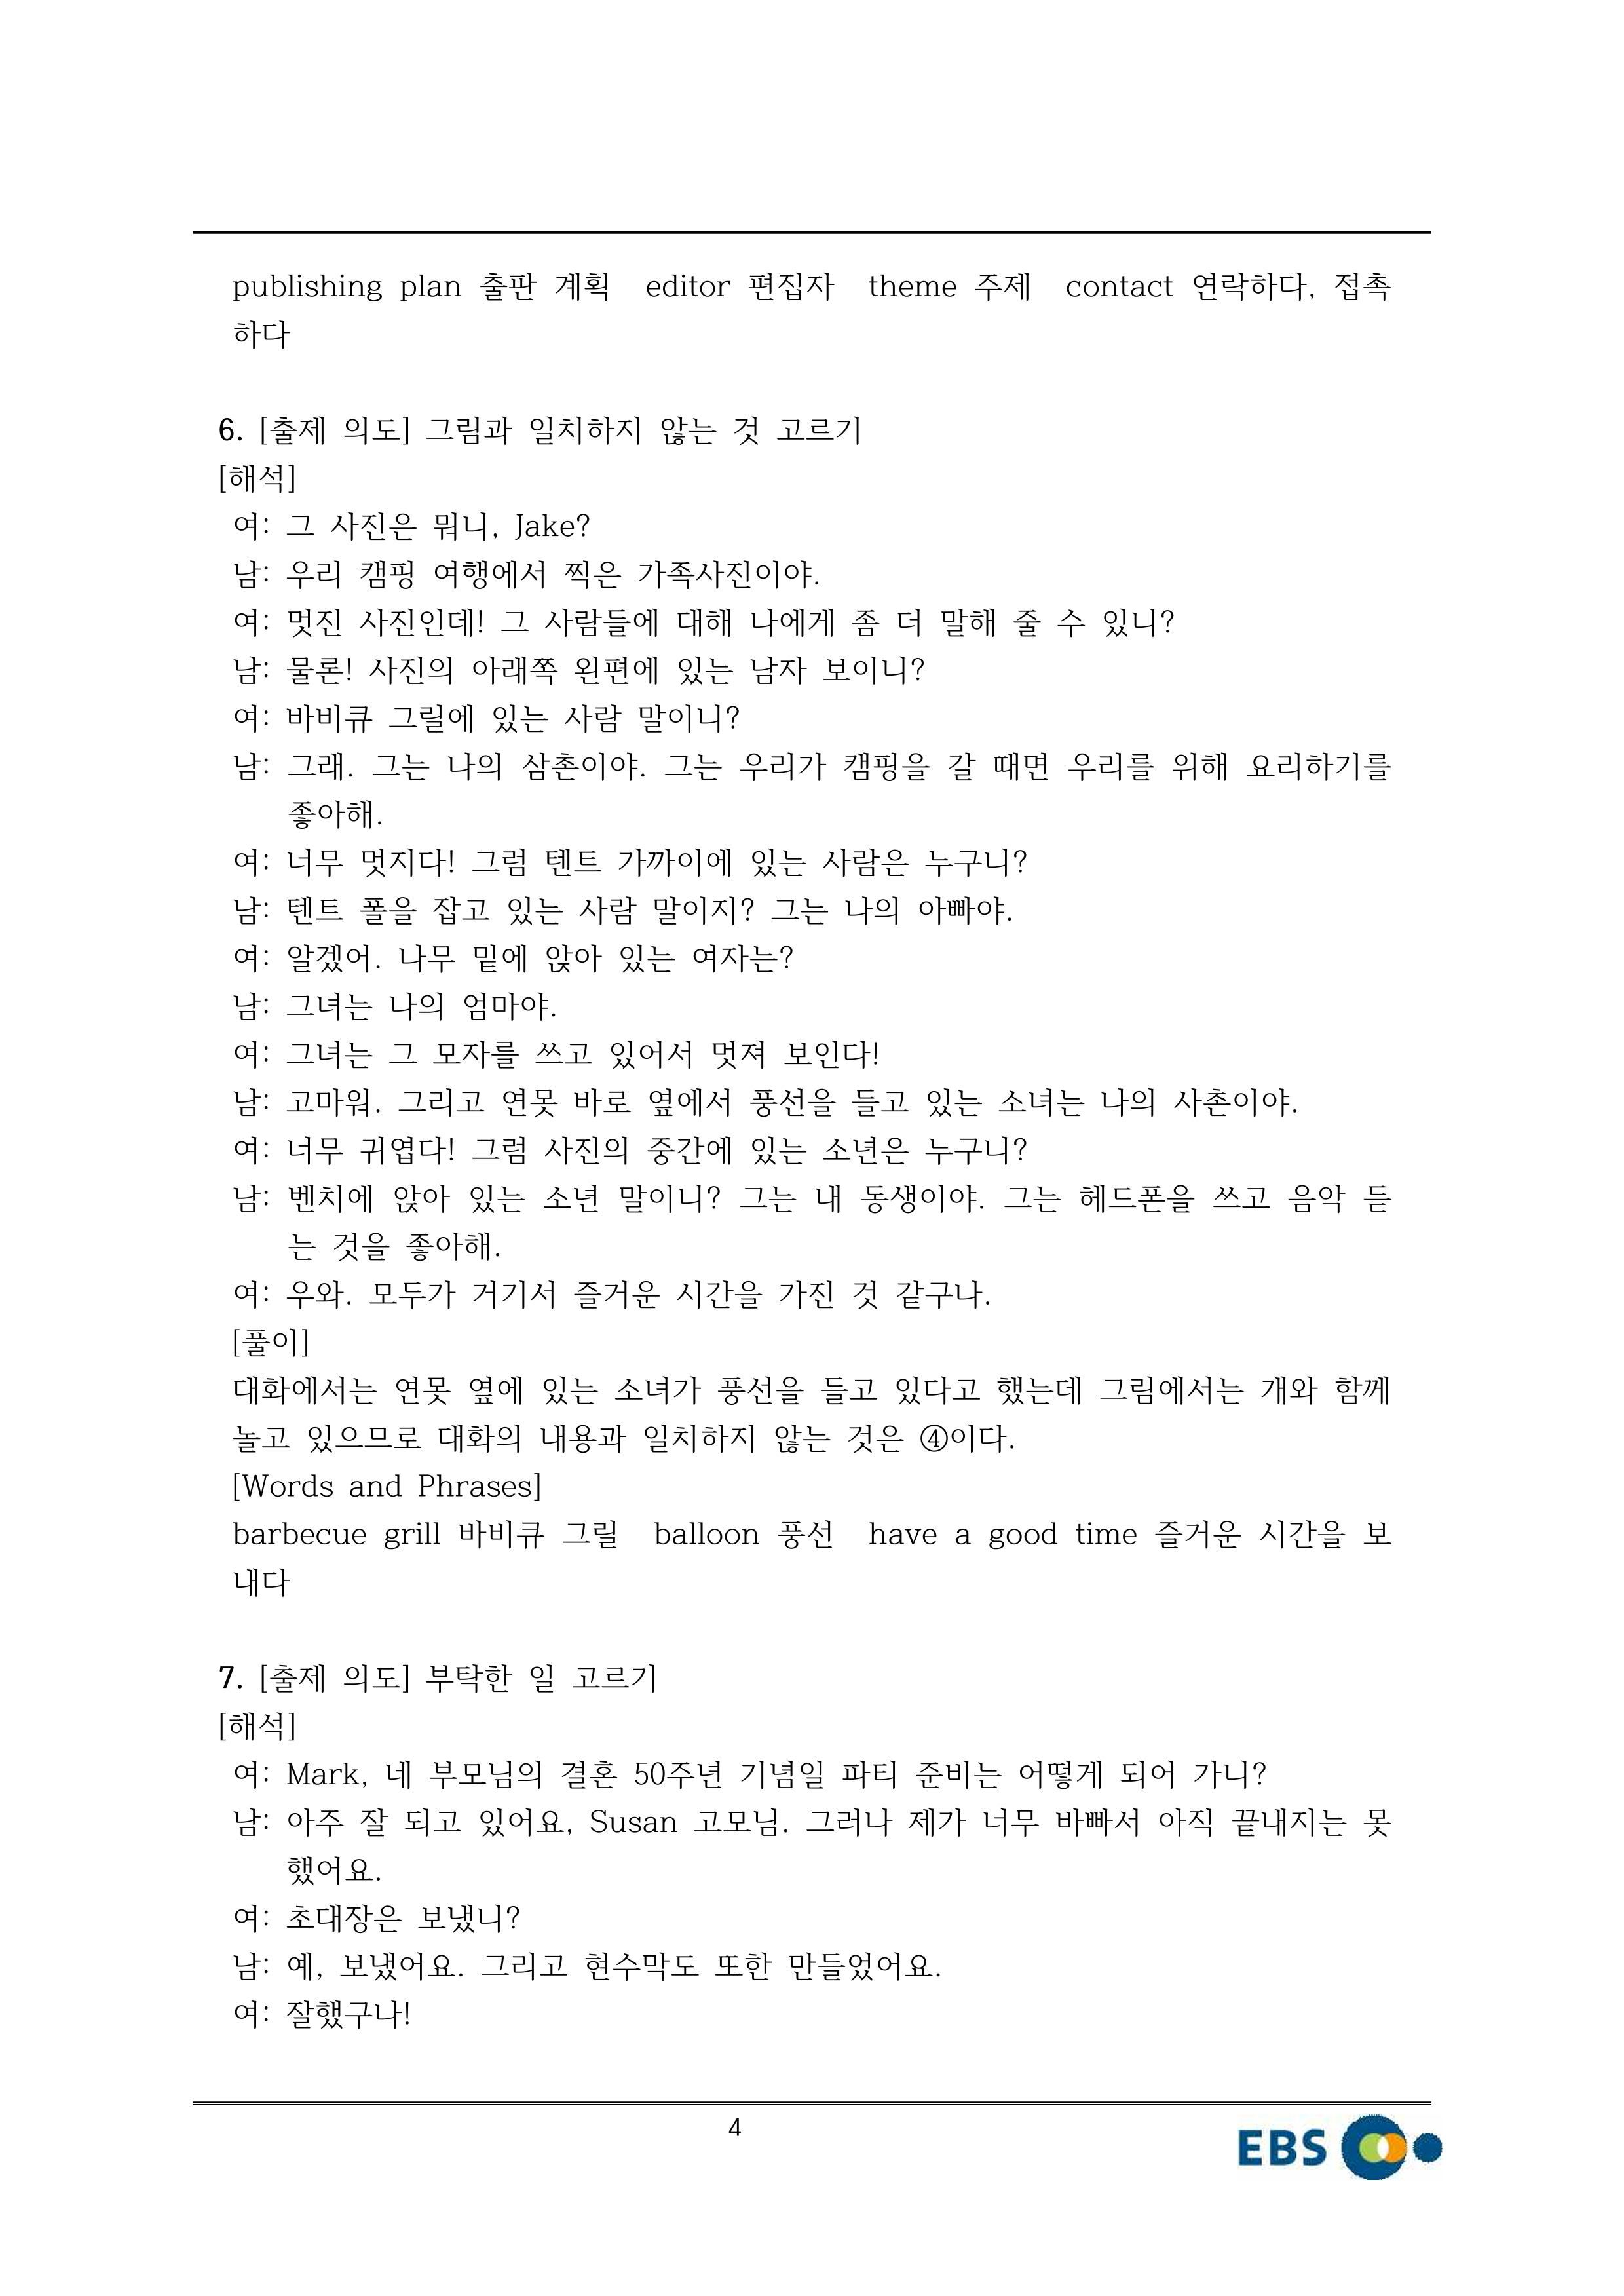 publishing plan 출판 계획  editor 편집자  theme 주제  contact 연락하다, 접촉
하다
6. [출제 의도] 그림과 일치하지 않는 것 고르기
[해석]
여: 그 사진은 뭐니, Jake?
남: 우리 캠핑 여행에서 찍은 가족사진이야.
여: 멋진 사진인데! 그 사람들에 대해 나에게 좀 더 말해 줄 수 있니?
남: 물론! 사진의 아래쪽 왼편에 있는 남자 보이니?
여: 바비큐 그릴에 있는 사람 말이니?
남: 그래. 그는 나의 삼촌이야. 그는 우리가 캠핑을 갈 때면 우리를 위해 요리하기를
좋아해.
여: 너무 멋지다! 그럼 텐트 가까이에 있는 사람은 누구니?
남: 텐트 폴을 잡고 있는 사람 말이지? 그는 나의 아빠야.
여: 알겠어. 나무 밑에 앉아 있는 여자는?
남: 그녀는 나의 엄마야.
여: 그녀는 그 모자를 쓰고 있어서 멋져 보인다!
남: 고마워. 그리고 연못 바로 옆에서 풍선을 들고 있는 소녀는 나의 사촌이야.
여: 너무 귀엽다! 그럼 사진의 중간에 있는 소년은 누구니?
남: 벤치에 앉아 있는 소년 말이니? 그는 내 동생이야. 그는 헤드폰을 쓰고 음악 듣
는 것을 좋아해.
여: 우와. 모두가 거기서 즐거운 시간을 가진 것 같구나.
[풀이]
대화에서는 연못 옆에 있는 소녀가 풍선을 들고 있다고 했는데 그림에서는 개와 함께
놀고 있으므로 대화의 내용과 일치하지 않는 것은 ④이다.
[Words and Phrases]
barbecue grill 바비큐 그릴  balloon 풍선  have a good time 즐거운 시간을 보
내다
7. [출제 의도] 부탁한 일 고르기
[해석]
여: Mark, 네 부모님의 결혼 50주년 기념일 파티 준비는 어떻게 되어 가니?
남: 아주 잘 되고 있어요, Susan 고모님. 그러나 제가 너무 바빠서 아직 끝내지는 못
했어요.
여: 초대장은 보냈니?
남: 예, 보냈어요. 그리고 현수막도 또한 만들었어요.
여: 잘했구나!
4
EBS